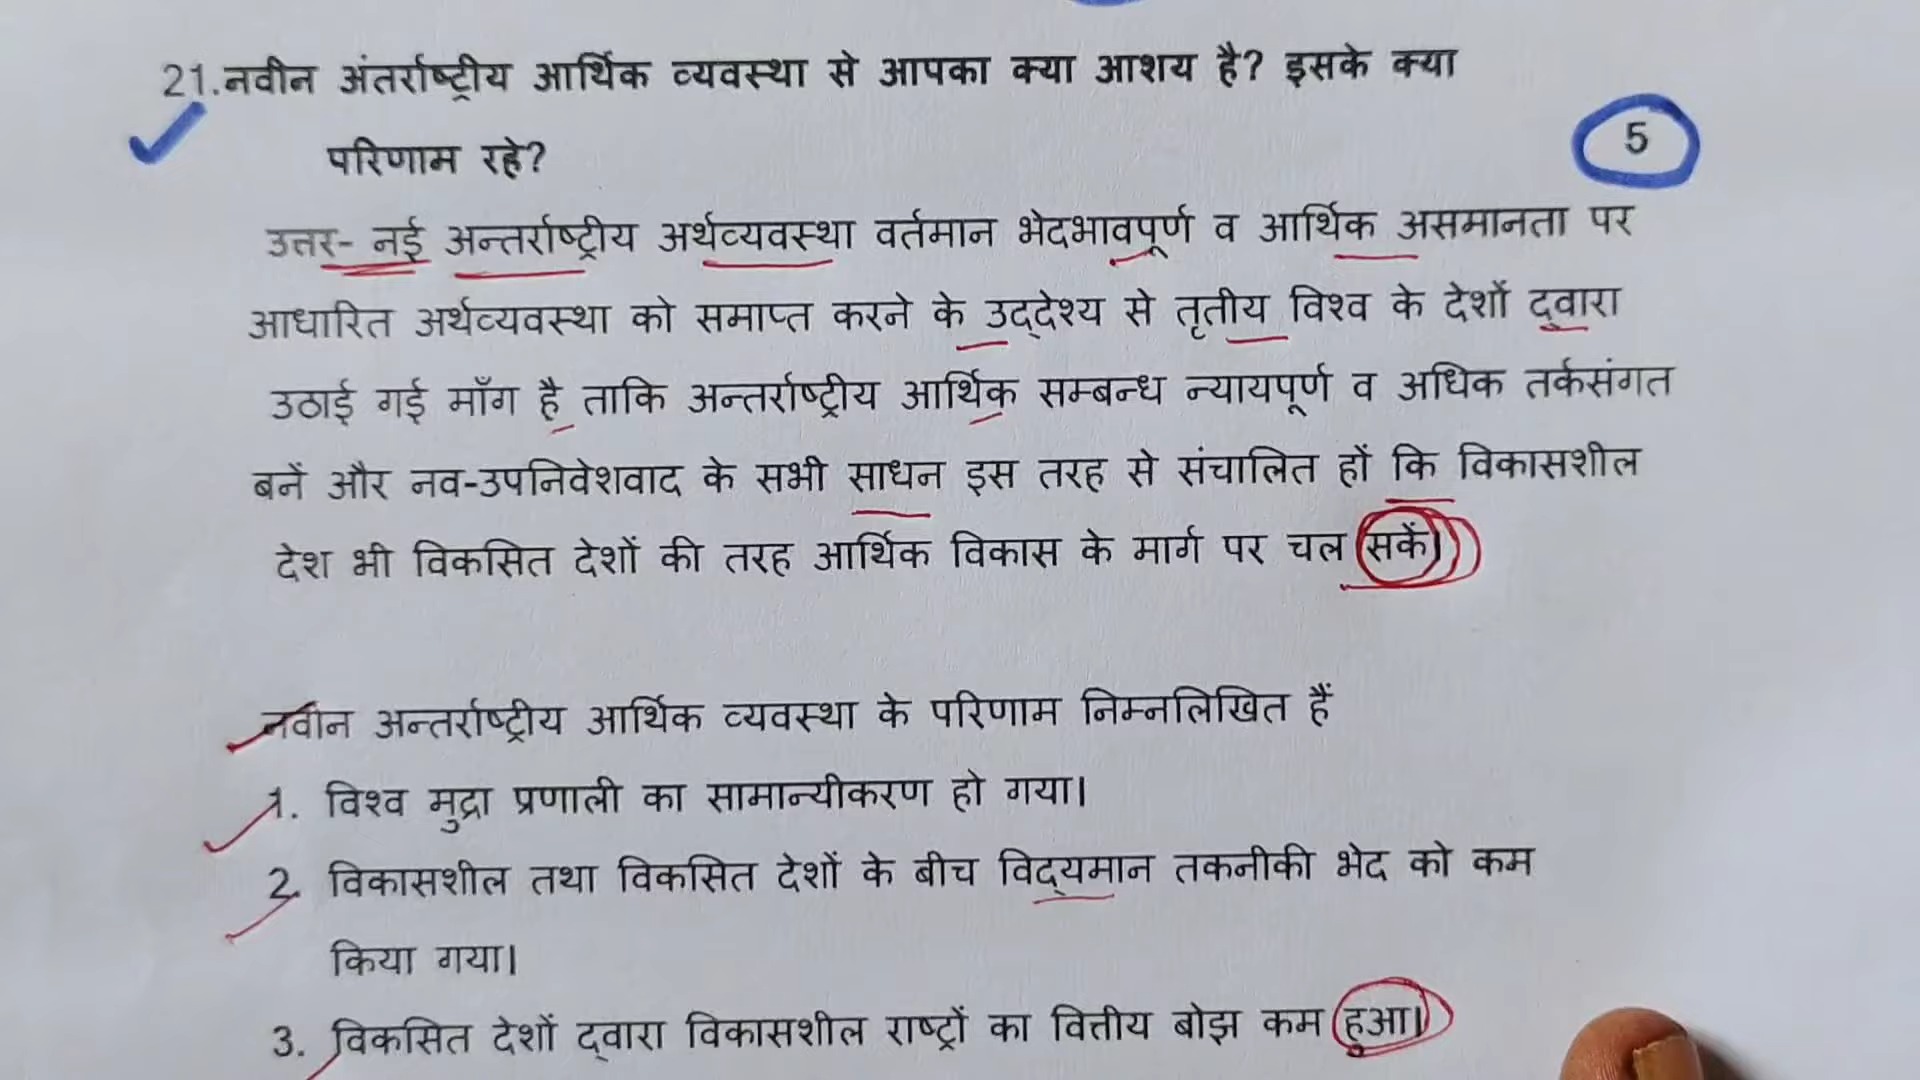 21.नवीन अंतर्राष्ट्रीय आर्थिक व्यवस्था से आपका क्या आशय है? इसके क्या
परिणाम रहे?
5
उत्तर- नई अन्तर्राष्ट्रीय अर्थव्यवस्था वर्तमान भेदभावपूर्ण व आर्थिक असमानता पर
आधारित अर्थव्यवस्था को समाप्त करने के उद्देश्य से तृतीय विश्व के देशों द्वारा
उठाई गई माँग है ताकि अन्तर्राष्ट्रीय आर्थिक सम्बन्ध न्यायपूर्ण व अधिक तर्कसंगत
बनें और नव-उपनिवेशवाद के सभी साधन इस तरह से संचालित हों कि विकासशील
देश भी विकसित देशों की तरह आर्थिक विकास के मार्ग पर चल सकें।
नवीन अन्तर्राष्ट्रीय आर्थिक व्यवस्था के परिणाम निम्नलिखित हैं
1. विश्व मुद्रा प्रणाली का सामान्यीकरण हो गया।
2. विकासशील तथा विकसित देशों के बीच विद्यमान तकनीकी भेद को कम
किया गया।
3. विकसित देशों द्वारा विकासशील राष्ट्रों का वित्तीय बोझ कम हुआ।